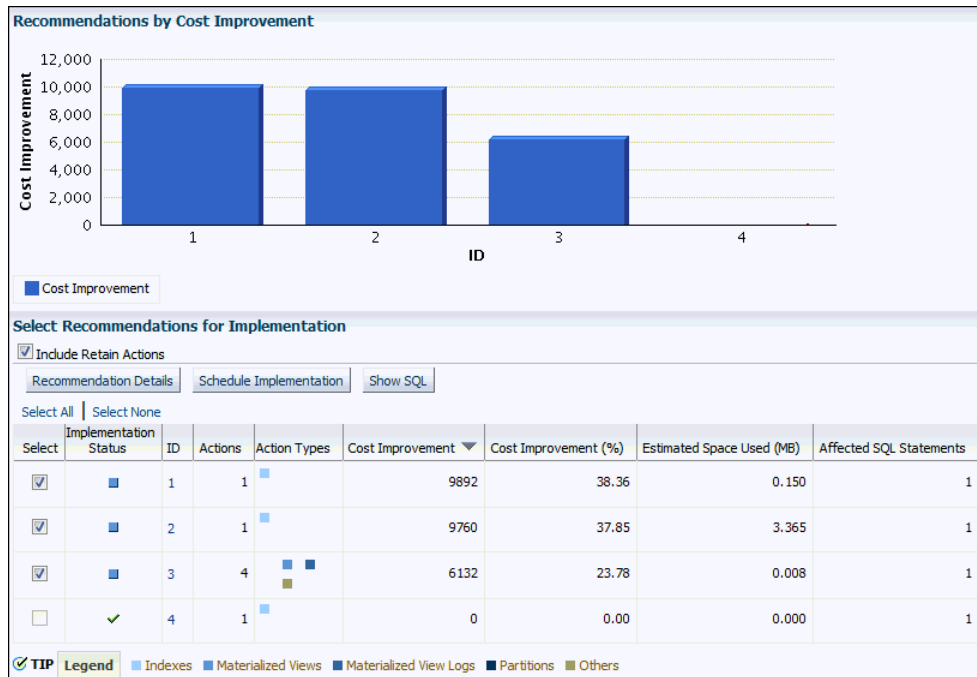 Recommendations by Cost Improvement
12,000
10,000
8,000
6,000
4,000
2,000
0
Cost Improvement
1 2 3 4
ID
Cost Improvement
Select Recommendations for Implementation
Include Retain Actions
Recommendation Details Schedule Implementation Show SQL
Select All | Select None
Select Implementation Status ID Actions Action Types Cost Improvement Cost Improvement (%) Estimated Space Used (MB) Affected SQL Statements
1 1 9892 38.36 0.150 1
2 1 9760 37.85 3.365 1
3 4 6132 23.78 0.008 1
4 1 0 0.00 0.000 1
TIP Legend Indexes Materialized Views Materialized View Logs Partitions Others